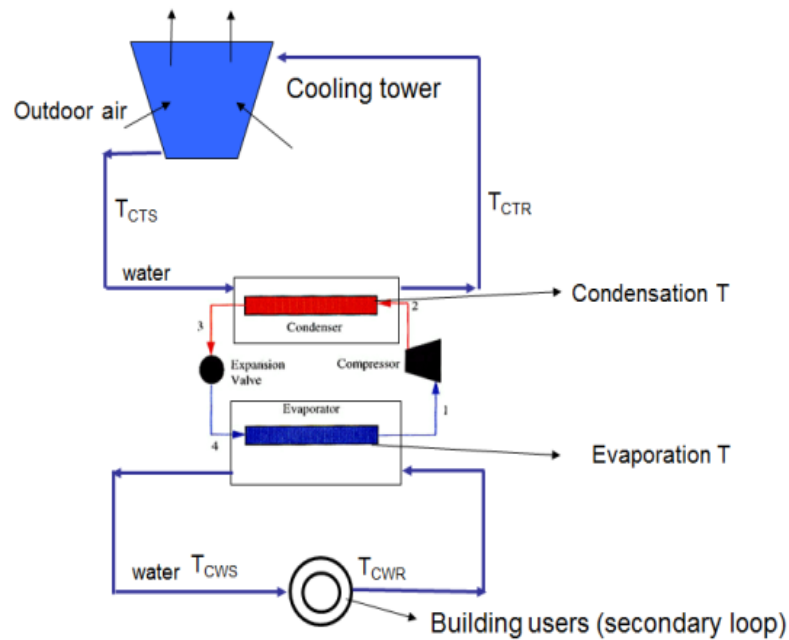 Cooling tower
Outdoor air
TCTS
TCTR
water
Condensation T
2
Condenser
3
Expansion
Valve
Compressor
Evaporator
1
4
Evaporation T
water
TCWS
TCWR
Building users (secondary loop)